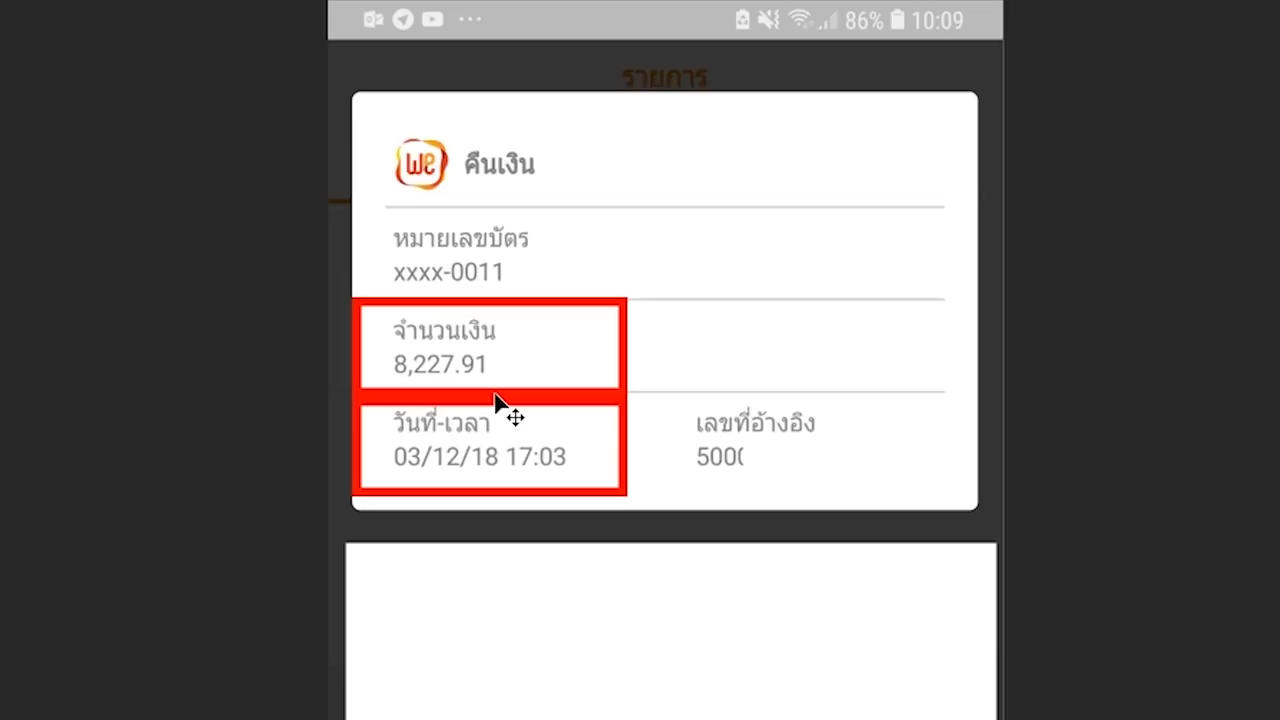 86% 10:09
รายการ
we คืนเงิน
หมายเลขบัตร
xxxx-0011
จำนวนเงิน
8,227.91
วันที่-เวลา
03/12/18 17:03
เลขที่อ้างอิง
500